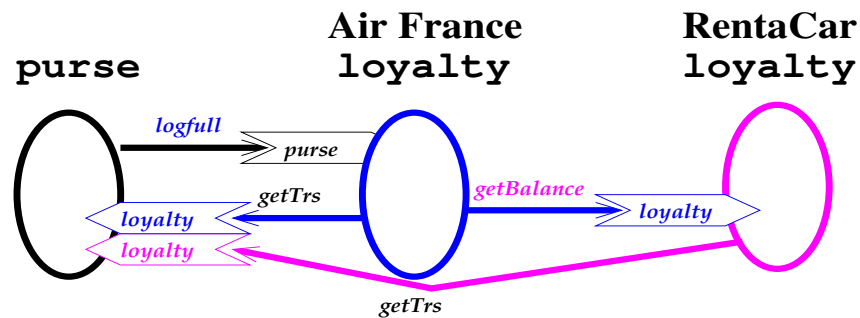 Air France
RentaCar
purse
loyalty
loyalty
logfull
purse
getTrs
getBalance
loyalty
loyalty
loyalty
getTrs